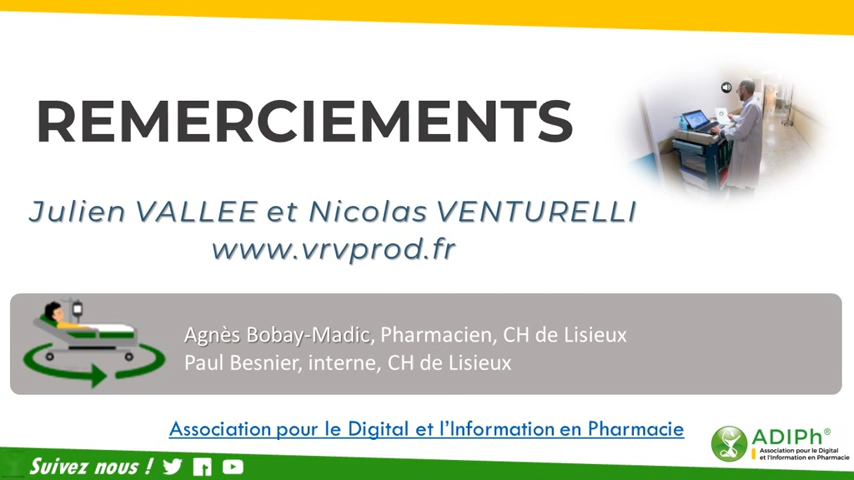 REMERCIEMENTS
Julien VALLEE et Nicolas VENTURELLI
www.vrvprod.fr
Agnès Bobay-Madic, Pharmacien, CH de Lisieux
Paul Besnier, interne, CH de Lisieux
Association pour le Digital et l'Information en Pharmacie
ADIPh®
Association pour le Digital
et l'Information en Pharmacie
Suivez nous !